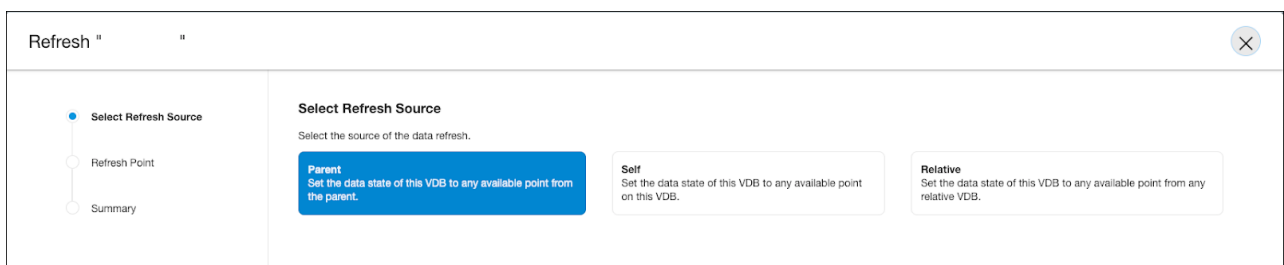 Refresh " "
Select Refresh Source
Refresh Point
Summary
Select Refresh Source
Select the source of the data refresh.
Parent
Set the data state of this VDB to any available point from
the parent.
Self
Set the data state of this VDB to any available point
on this VDB.
Relative
Set the data state of this VDB to any available point from any
relative VDB.